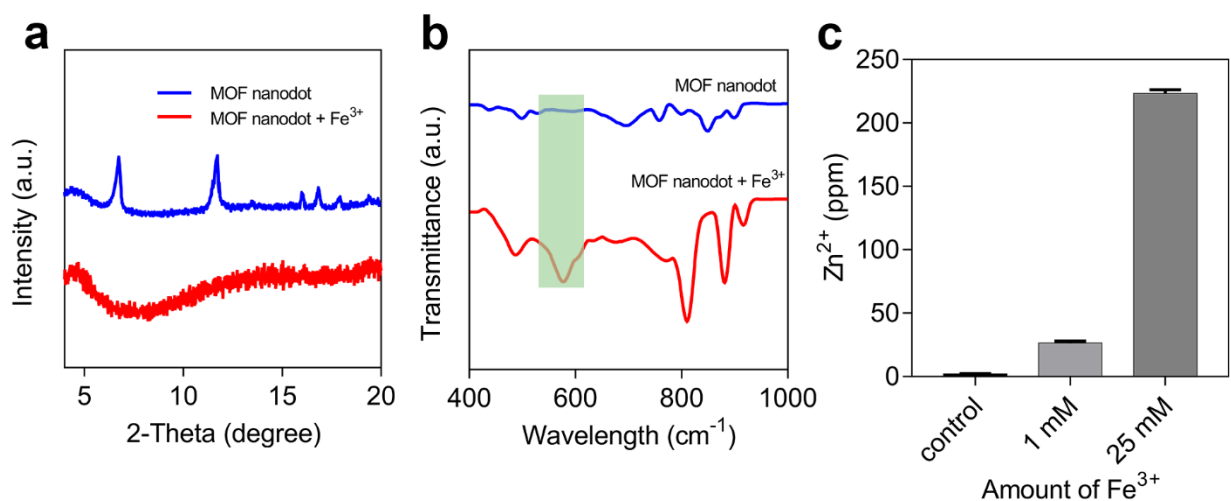 a
MOF nanodot
MOF nanodot + Fe³⁺
Intensity (a.u.)
5 10 15 20
2-Theta (degree)
b
MOF nanodot
MOF nanodot + Fe³⁺
Transmittance (a.u.)
400 600 800 1000
Wavelength (cm⁻¹)
c
250
200
150
100
50
0
Zn²⁺ (ppm)
control 1 mM 25 mM
Amount of Fe³⁺